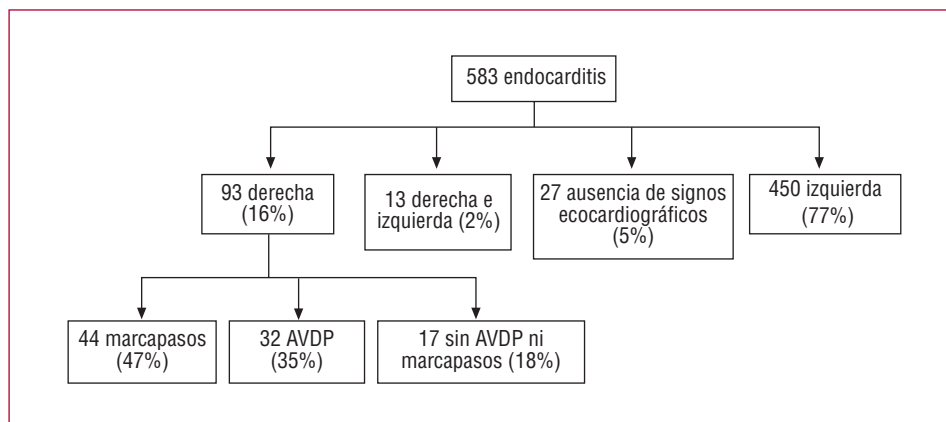 583 endocarditis
93 derecha
(16%)
13 derecha e
izquierda (2%)
27 ausencia de signos
ecocardiográficos
(5%)
450 izquierda
(77%)
44 marcapasos
(47%)
32 AVDP
(35%)
17 sin AVDP ni
marcapasos (18%)